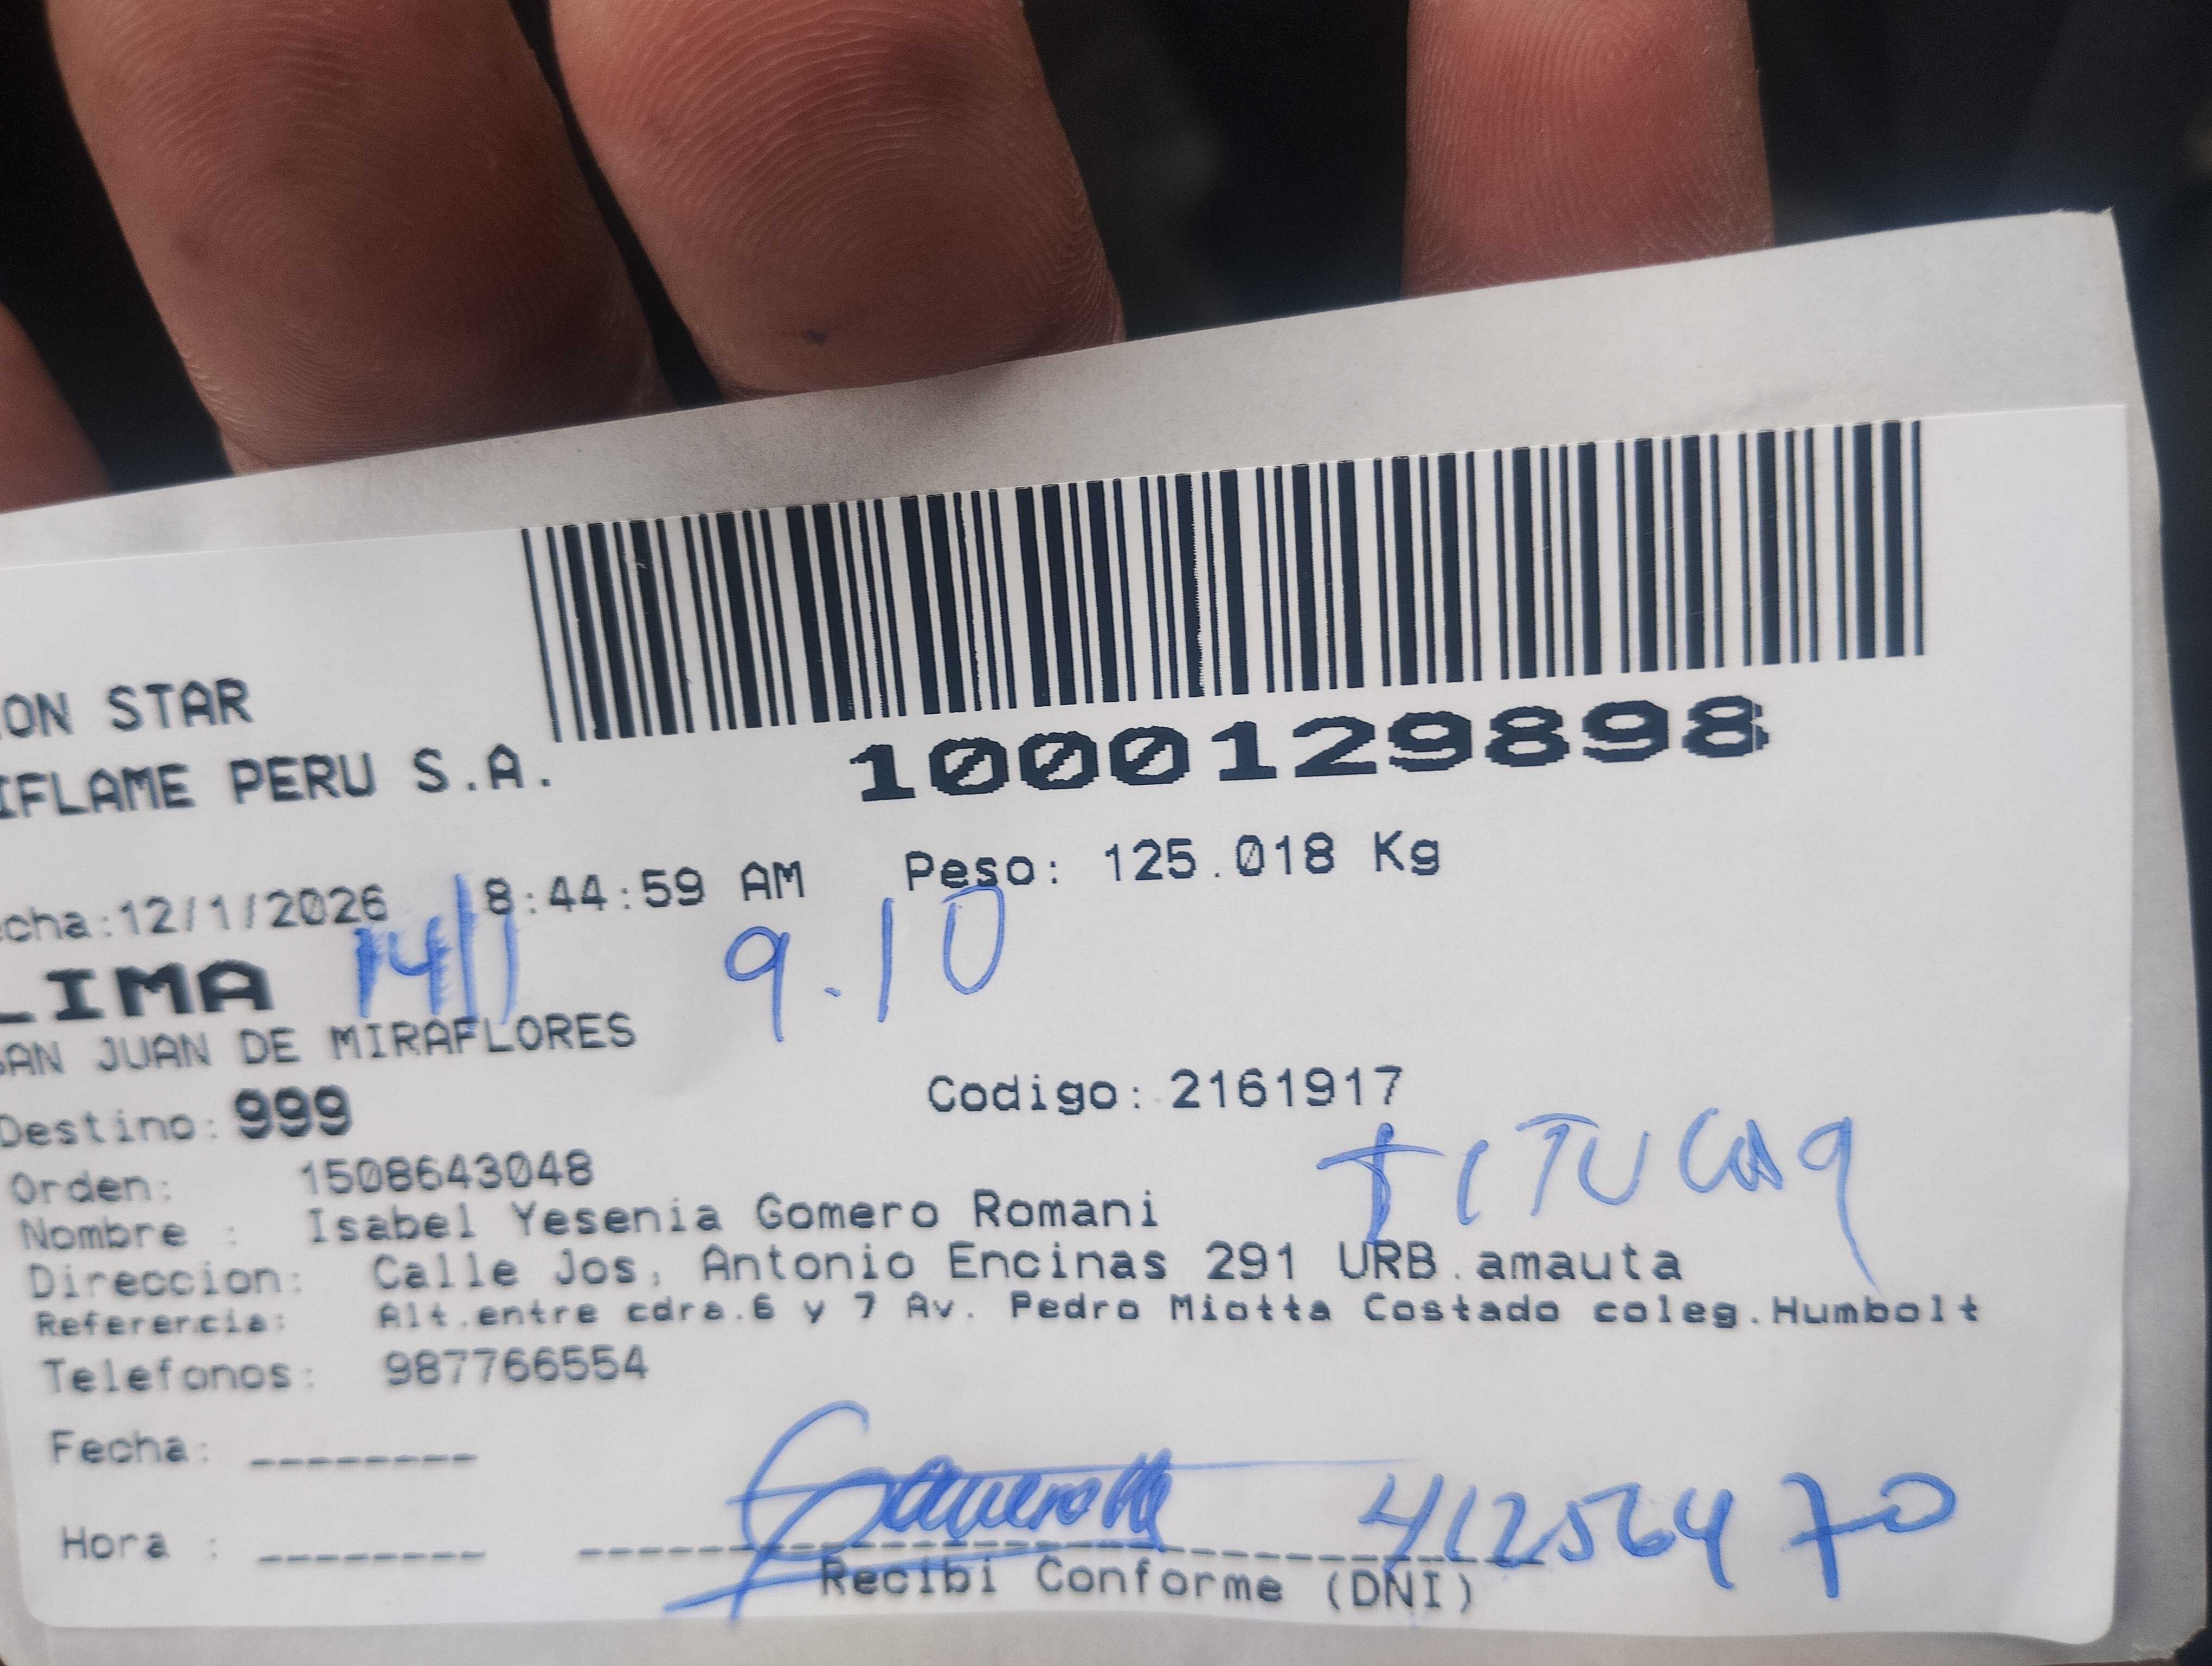 ON STAR
IFLAME PERU S.A.
1000129898
echa:12/1/2026 8:44:59 AM Peso: 125.018 Kg
14/1 9.10
LIMA
SAN JUAN DE MIRAFLORES
Destino: 999 Codigo: 2161917
Orden: 1508643048
Nombre : Isabel Yesenia Gomero Romani
Direccion: Calle Jos, Antonio Encinas 291 URB.amauta
Referencia: Alt.entre cdra.6 y 7 Av. Pedro Miotta Costado coleg.Humbolt
Telefonos: 987766554
Fecha: --------
Hora : --------
41256470
Recibi Conforme (DNI)